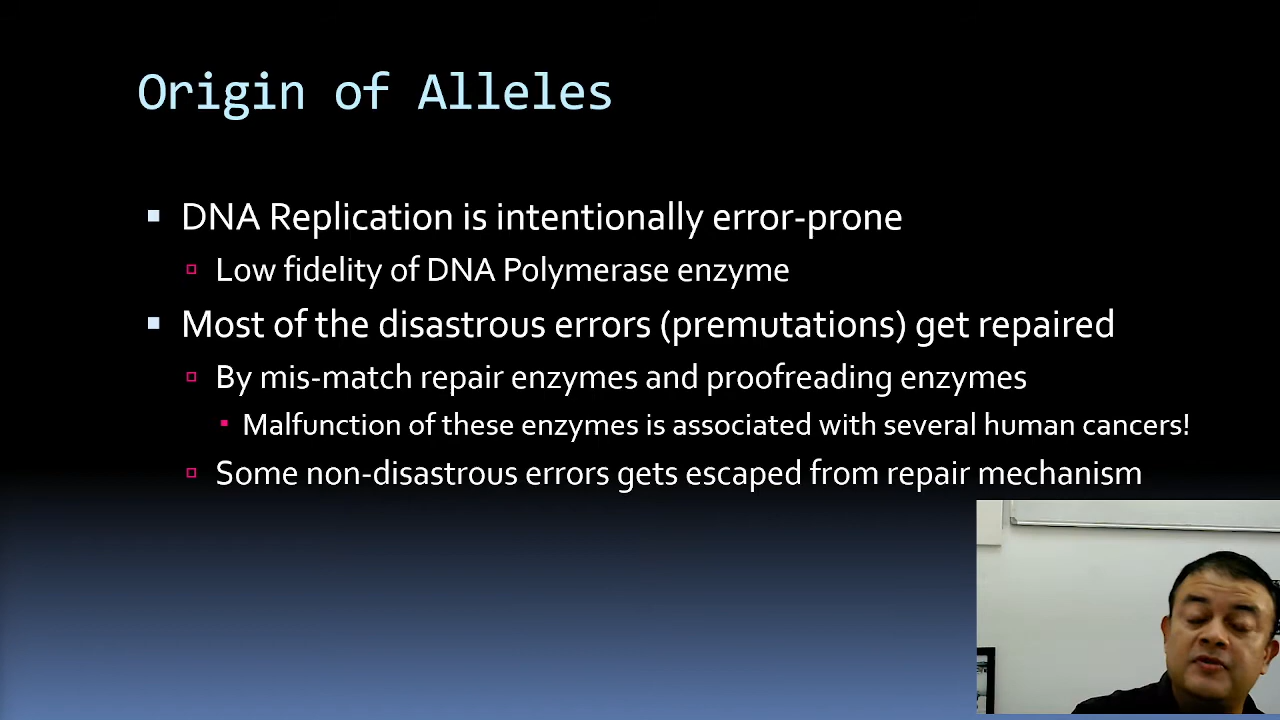 Origin of Alleles
DNA Replication is intentionally error-prone
Low fidelity of DNA Polymerase enzyme
Most of the disastrous errors (premutations) get repaired
By mis-match repair enzymes and proofreading enzymes
Malfunction of these enzymes is associated with several human cancers!
Some non-disastrous errors gets escaped from repair mechanism